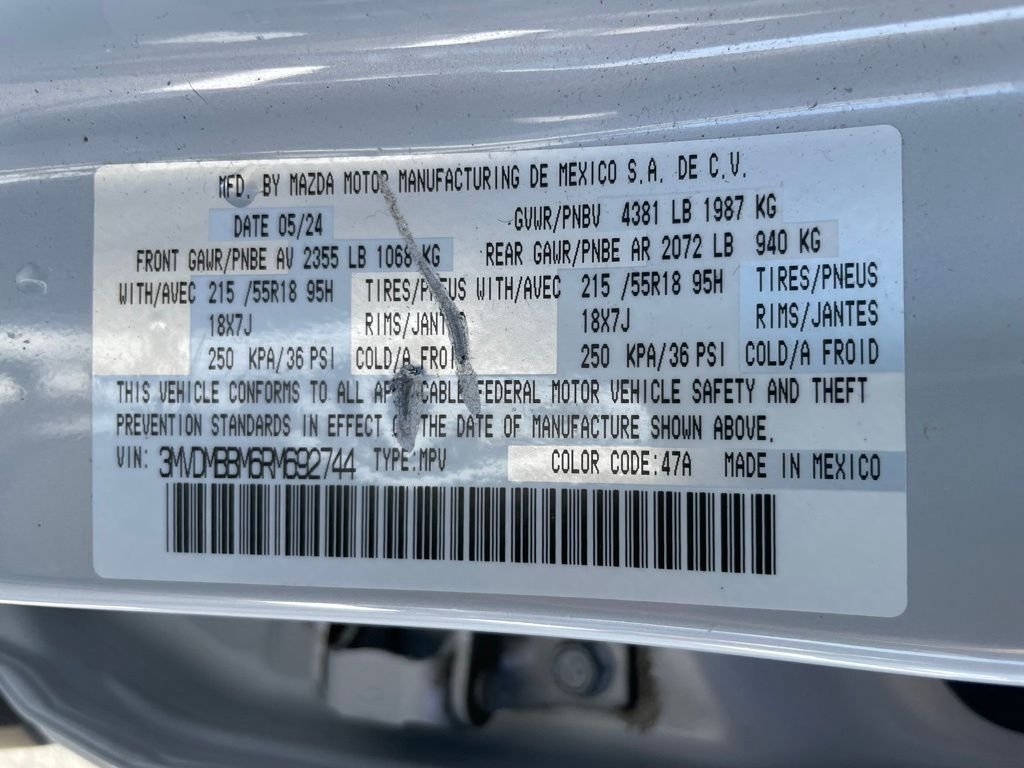 MFD. BY MAZDA MOTOR MANUFACTURING DE MEXICO S.A. DE C.V.
DATE 05/24 GVWR/PNBV 4381 LB 1987 KG
FRONT GAWR/PNBE AV 2355 LB 1068 KG REAR GAWR/PNBE AR 2072 LB 940 KG
WITH/AVEC 215 /55R18 95H TIRES/PNEUS WITH/AVEC 215 /55R18 95H TIRES/PNEUS
18X7J RIMS/JANTES 18X7J RIMS/JANTES
250 KPA/36 PSI COLD/A FROID 250 KPA/36 PSI COLD/A FROID
THIS VEHICLE CONFORMS TO ALL APPLICABLE FEDERAL MOTOR VEHICLE SAFETY AND THEFT
PREVENTION STANDARDS IN EFFECT ON THE DATE OF MANUFACTURE SHOWN ABOVE.
VIN: 3MVDMBBM6RM692744 TYPE:MPV COLOR CODE:47A MADE IN MEXICO